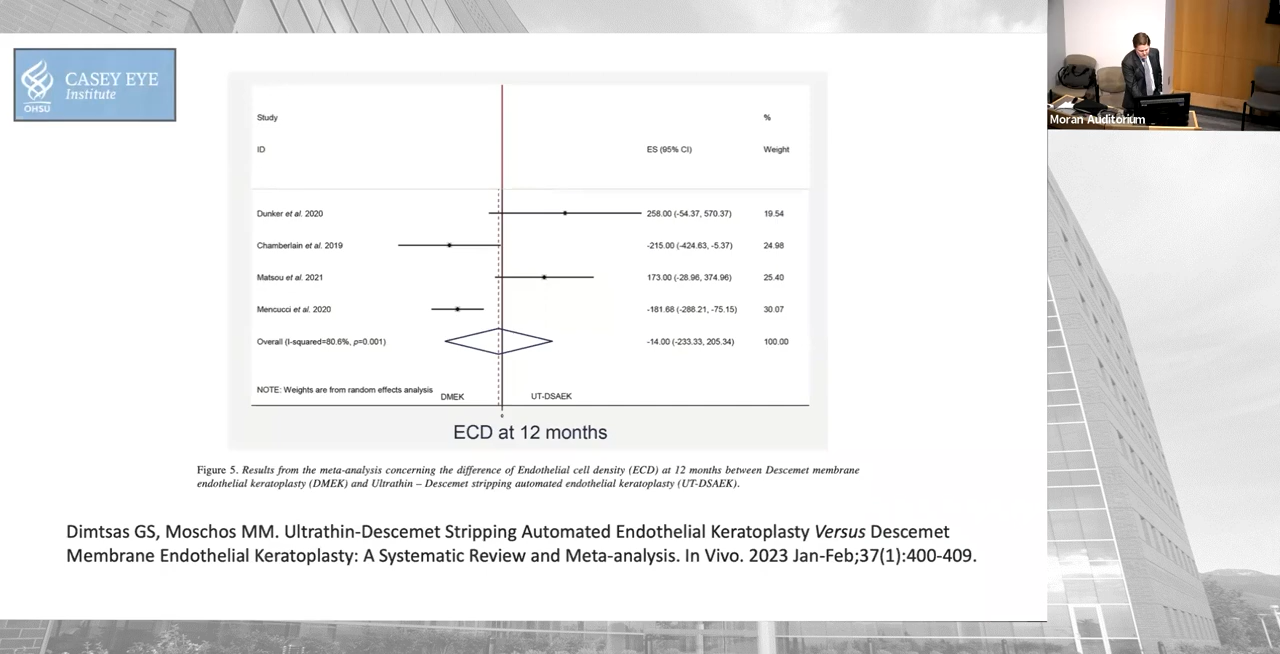 CASEY EYE
Institute
OHSU
Moran Auditorium
Study %
ID ES (95% CI) Weight
Dunker et al. 2020 258.00 (-54.37, 570.37) 19.54
Chamberlain et al. 2019 -215.00 (-424.63, -5.37) 24.98
Matsou et al. 2021 173.00 (-28.96, 374.96) 25.40
Mencucci et al. 2020 -181.68 (-288.21, -75.15) 30.07
Overall (I-squared=80.6%, p=0.001) -14.00 (-233.33, 205.34) 100.00
NOTE: Weights are from random effects analysis
DMEK UT-DSAEK
0
ECD at 12 months
Figure 5. Results from the meta-analysis concerning the difference of Endothelial cell density (ECD) at 12 months between Descemet membrane
endothelial keratoplasty (DMEK) and Ultrathin – Descemet stripping automated endothelial keratoplasty (UT-DSAEK).
Dimtsas GS, Moschos MM. Ultrathin-Descemet Stripping Automated Endothelial Keratoplasty Versus Descemet
Membrane Endothelial Keratoplasty: A Systematic Review and Meta-analysis. In Vivo. 2023 Jan-Feb;37(1):400-409.